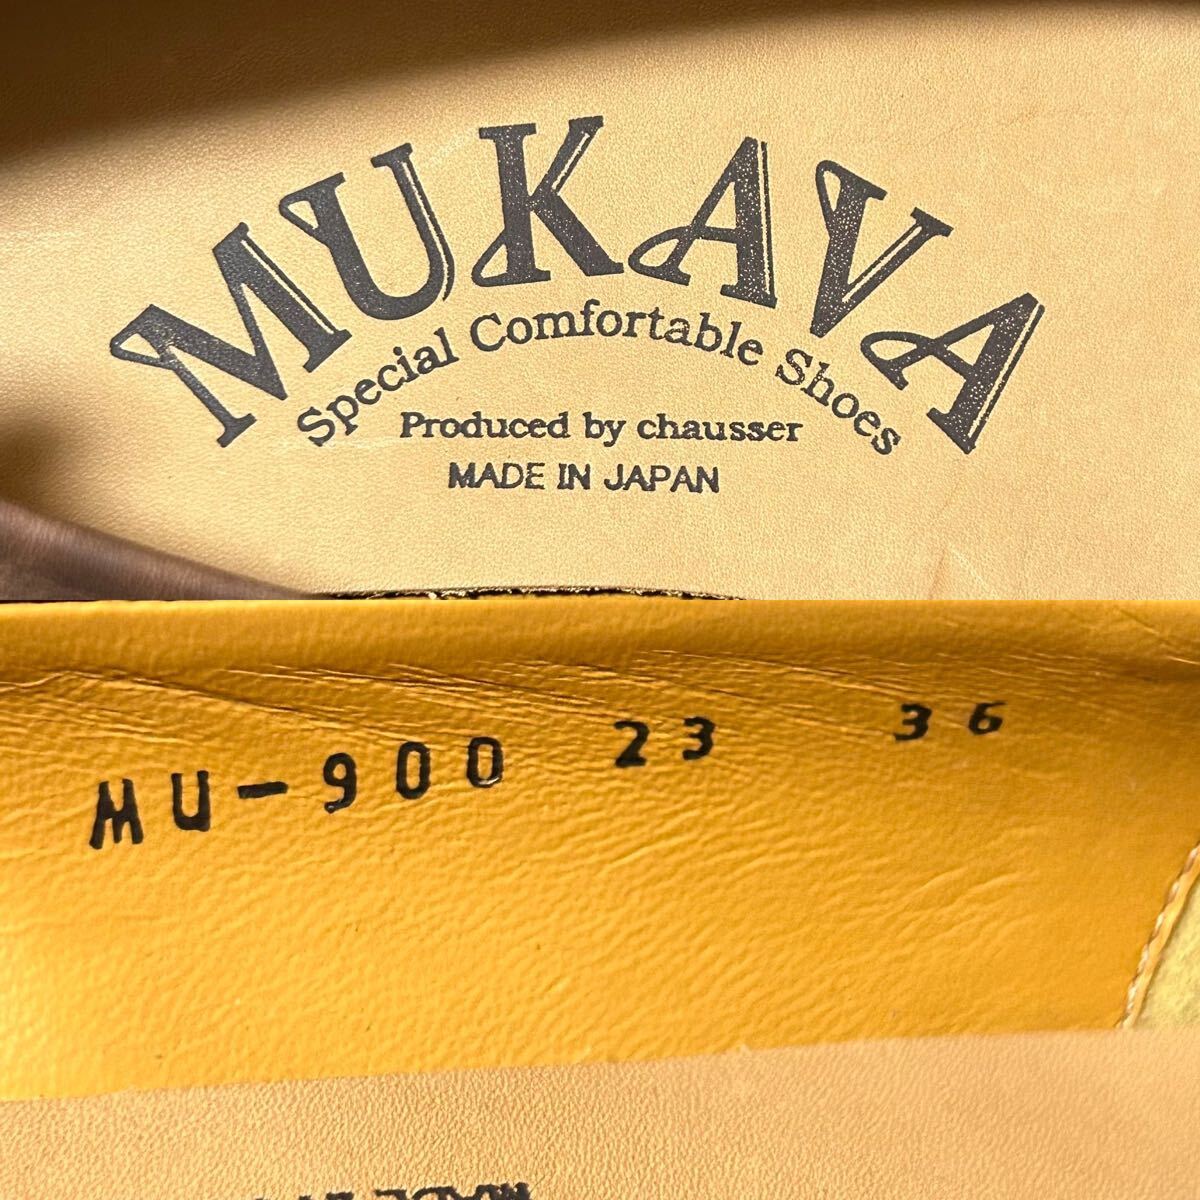 MUKAVA
Special Comfortable Shoes
Produced by chausser
MADE IN JAPAN
MU-900 23 36